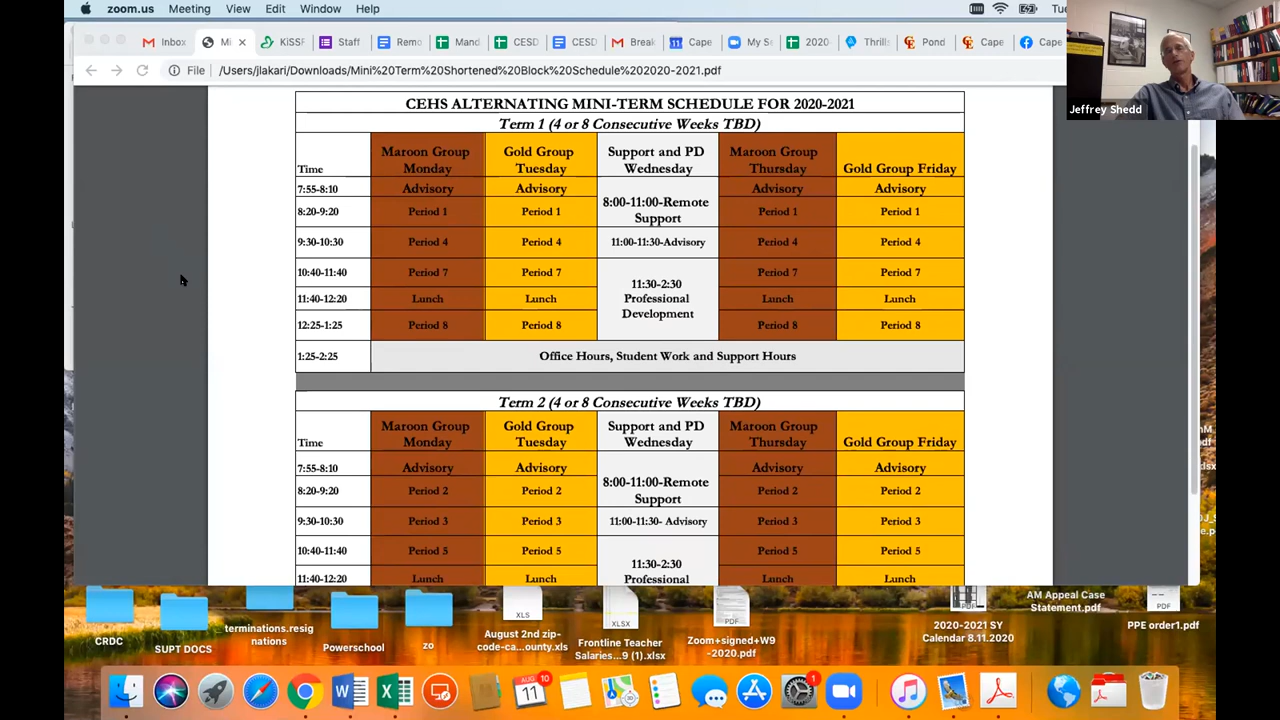 zoom.us Meeting View Edit Window Help
Inbox Mi KiSSF Staff Remo Mand CESD CESD Break Cape My S 2020- Thrills Pond Cape Cape
File /Users/jlakari/Downloads/Mini%20Term%20Shortened%20Block%20Schedule%202020-2021.pdf
Jeffrey Shedd
CEHS ALTERNATING MINI-TERM SCHEDULE FOR 2020-2021
Term 1 (4 or 8 Consecutive Weeks TBD)
Time Maroon Group Monday Gold Group Tuesday Support and PD Wednesday Maroon Group Thursday Gold Group Friday
7:55-8:10 Advisory Advisory Advisory Advisory
8:00-11:00-Remote Support
8:20-9:20 Period 1 Period 1 Period 1 Period 1
9:30-10:30 Period 4 Period 4 11:00-11:30-Advisory Period 4 Period 4
10:40-11:40 Period 7 Period 7 Period 7 Period 7
11:30-2:30 Professional Development
11:40-12:20 Lunch Lunch Lunch Lunch
12:25-1:25 Period 8 Period 8 Period 8 Period 8
1:25-2:25 Office Hours, Student Work and Support Hours
Term 2 (4 or 8 Consecutive Weeks TBD)
Time Maroon Group Monday Gold Group Tuesday Support and PD Wednesday Maroon Group Thursday Gold Group Friday
7:55-8:10 Advisory Advisory Advisory Advisory
8:00-11:00-Remote Support
8:20-9:20 Period 2 Period 2 Period 2 Period 2
9:30-10:30 Period 3 Period 3 11:00-11:30- Advisory Period 3 Period 3
10:40-11:40 Period 5 Period 5 Period 5 Period 5
11:30-2:30 Professional
11:40-12:20 Lunch Lunch Lunch Lunch
CRDC
SUPT DOCS
terminations.resig
nations
Powerschool
zo
XLS
August 2nd zip-
code-ca...ounty.xls
XLSX
Frontline Teacher
Salaries...9 (1).xlsx
PDF
Zoom+signed+W9
-2020.pdf
PDF
2020-2021 SY
Calendar 8.11.2020
AM Appeal Case
Statement.pdf
PDF
PPE order1.pdf
AUG
11
10
1